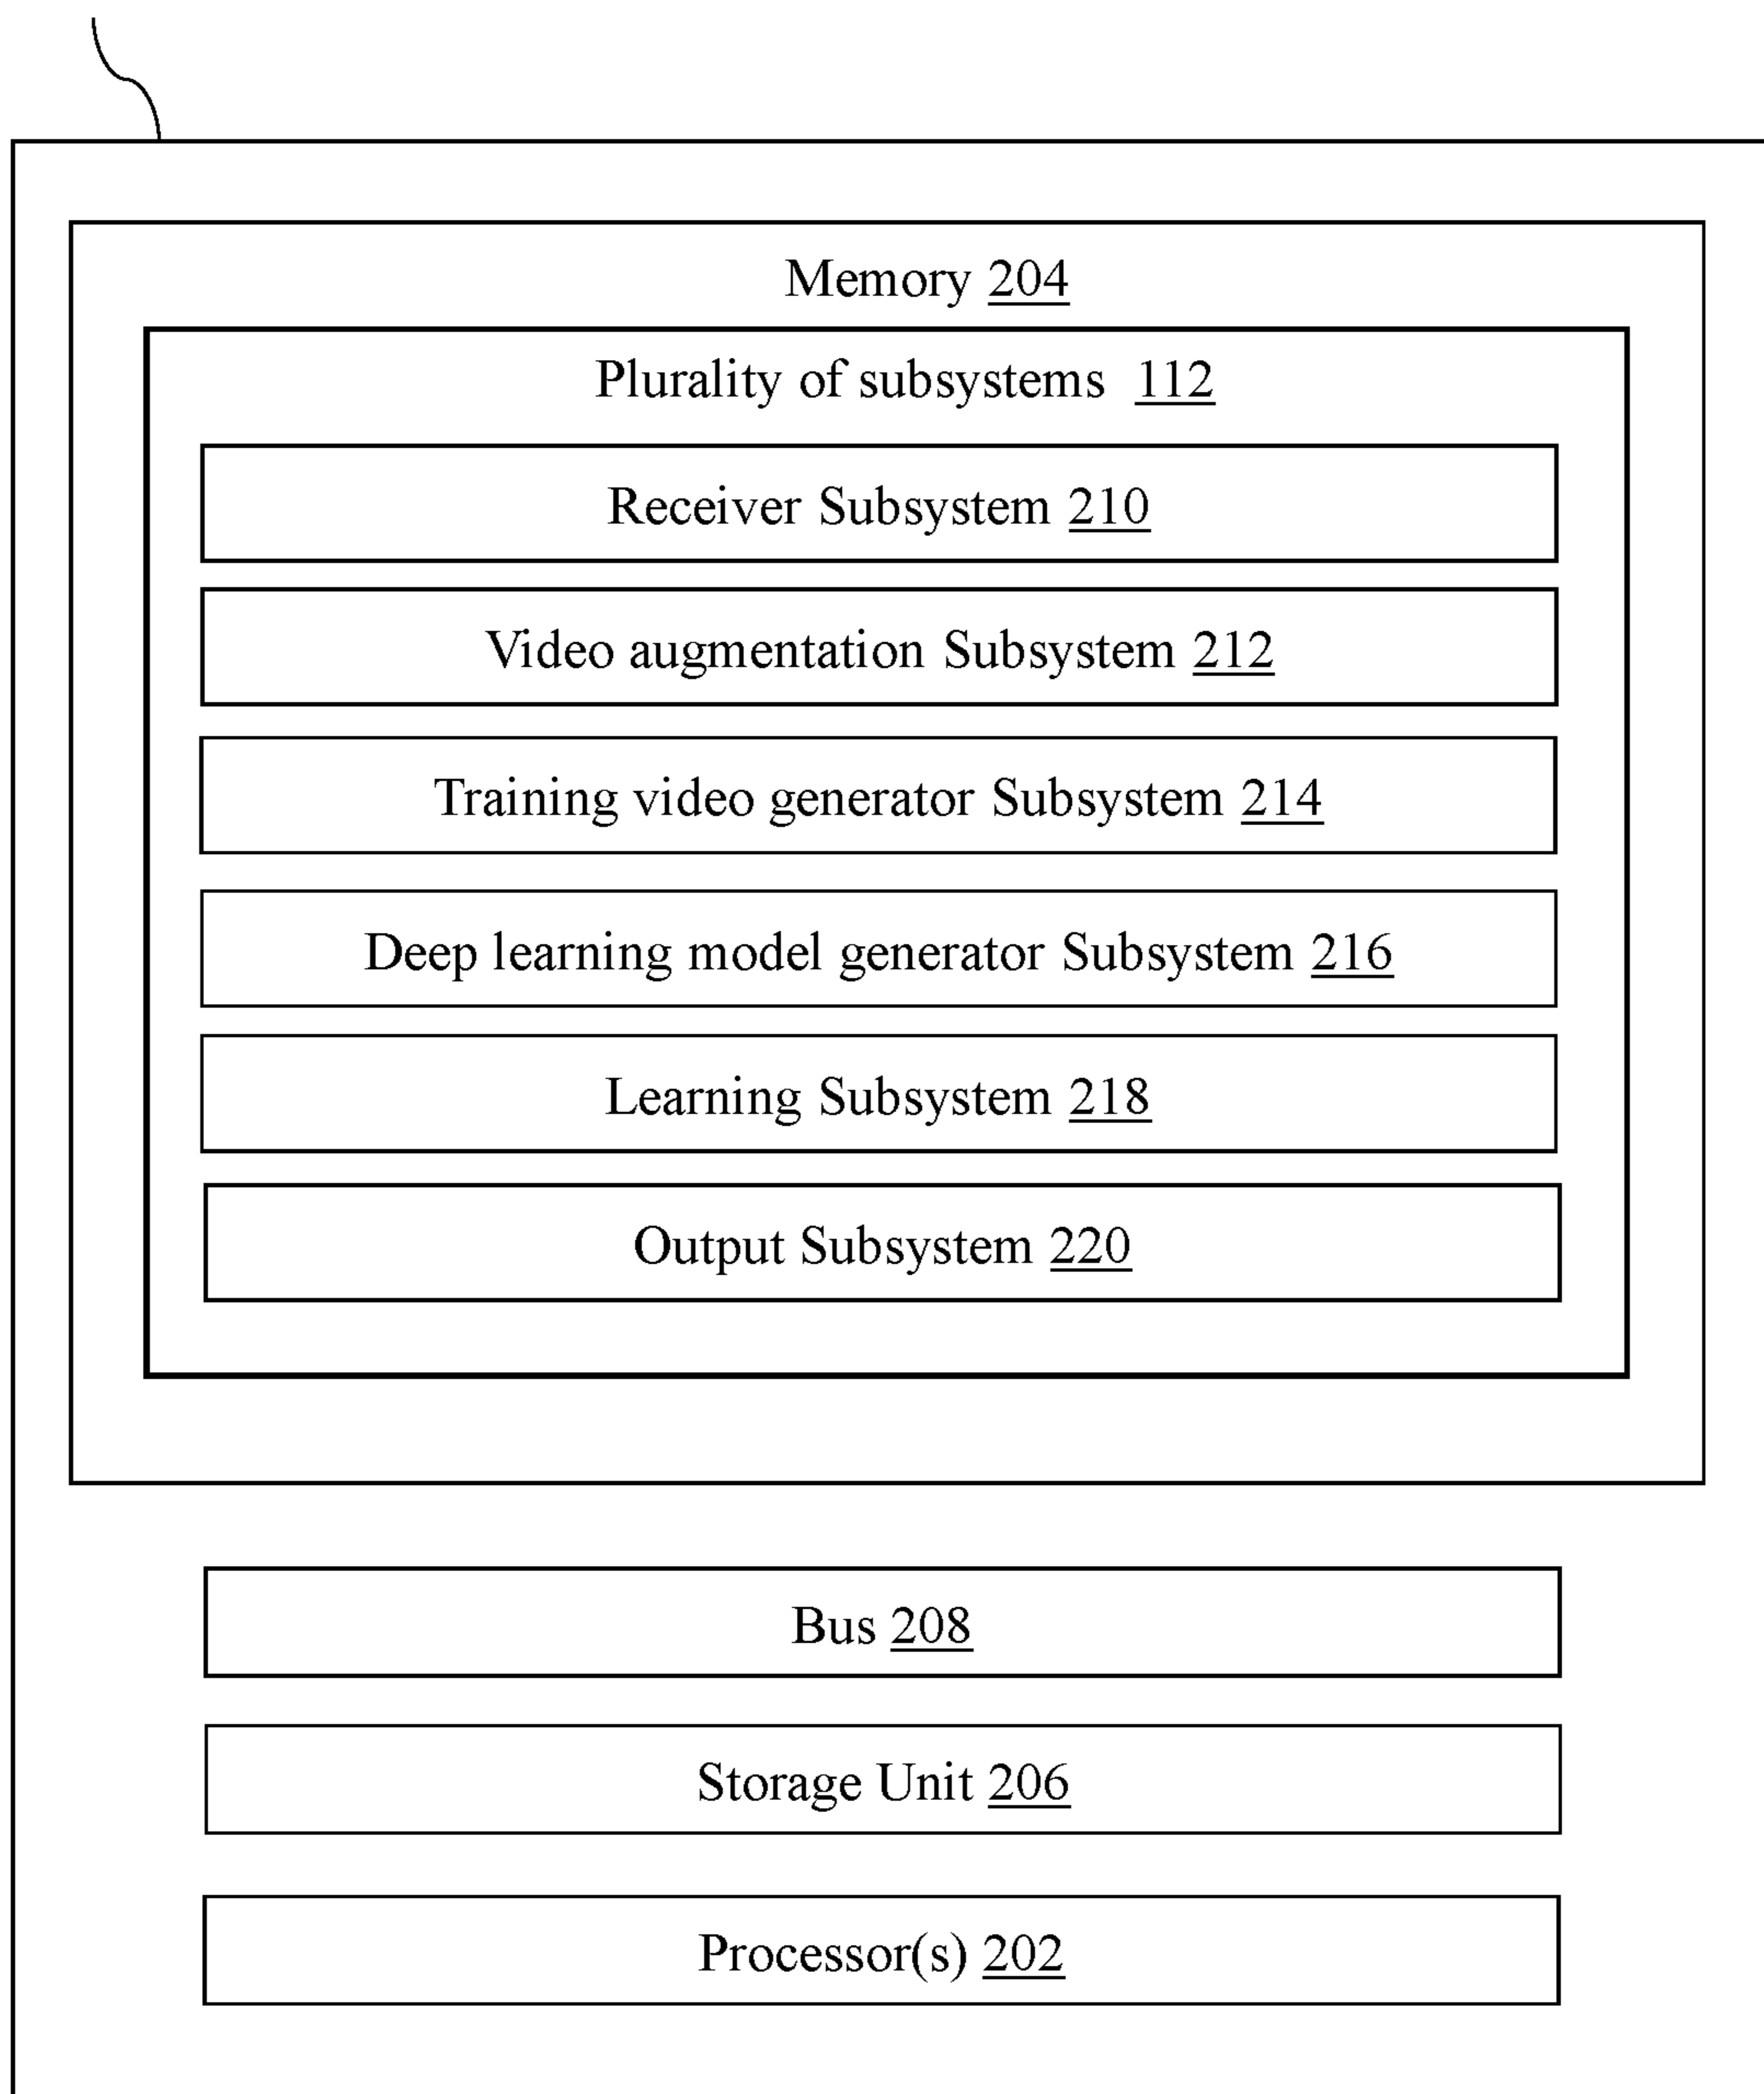 Memory 204
Plurality of subsystems 112
Receiver Subsystem 210
Video augmentation Subsystem 212
Training video generator Subsystem 214
Deep learning model generator Subsystem 216
Learning Subsystem 218
Output Subsystem 220
Bus 208
Storage Unit 206
Processor(s) 202